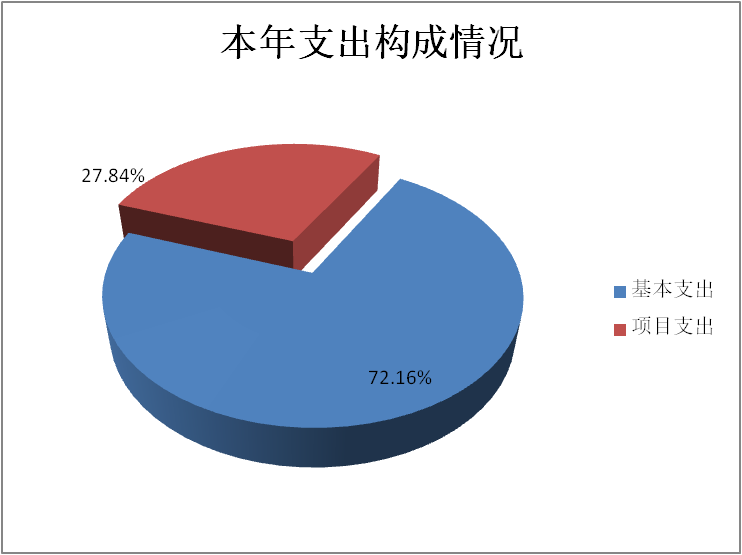 本年支出构成情况
27.84%
72.16%
基本支出
项目支出